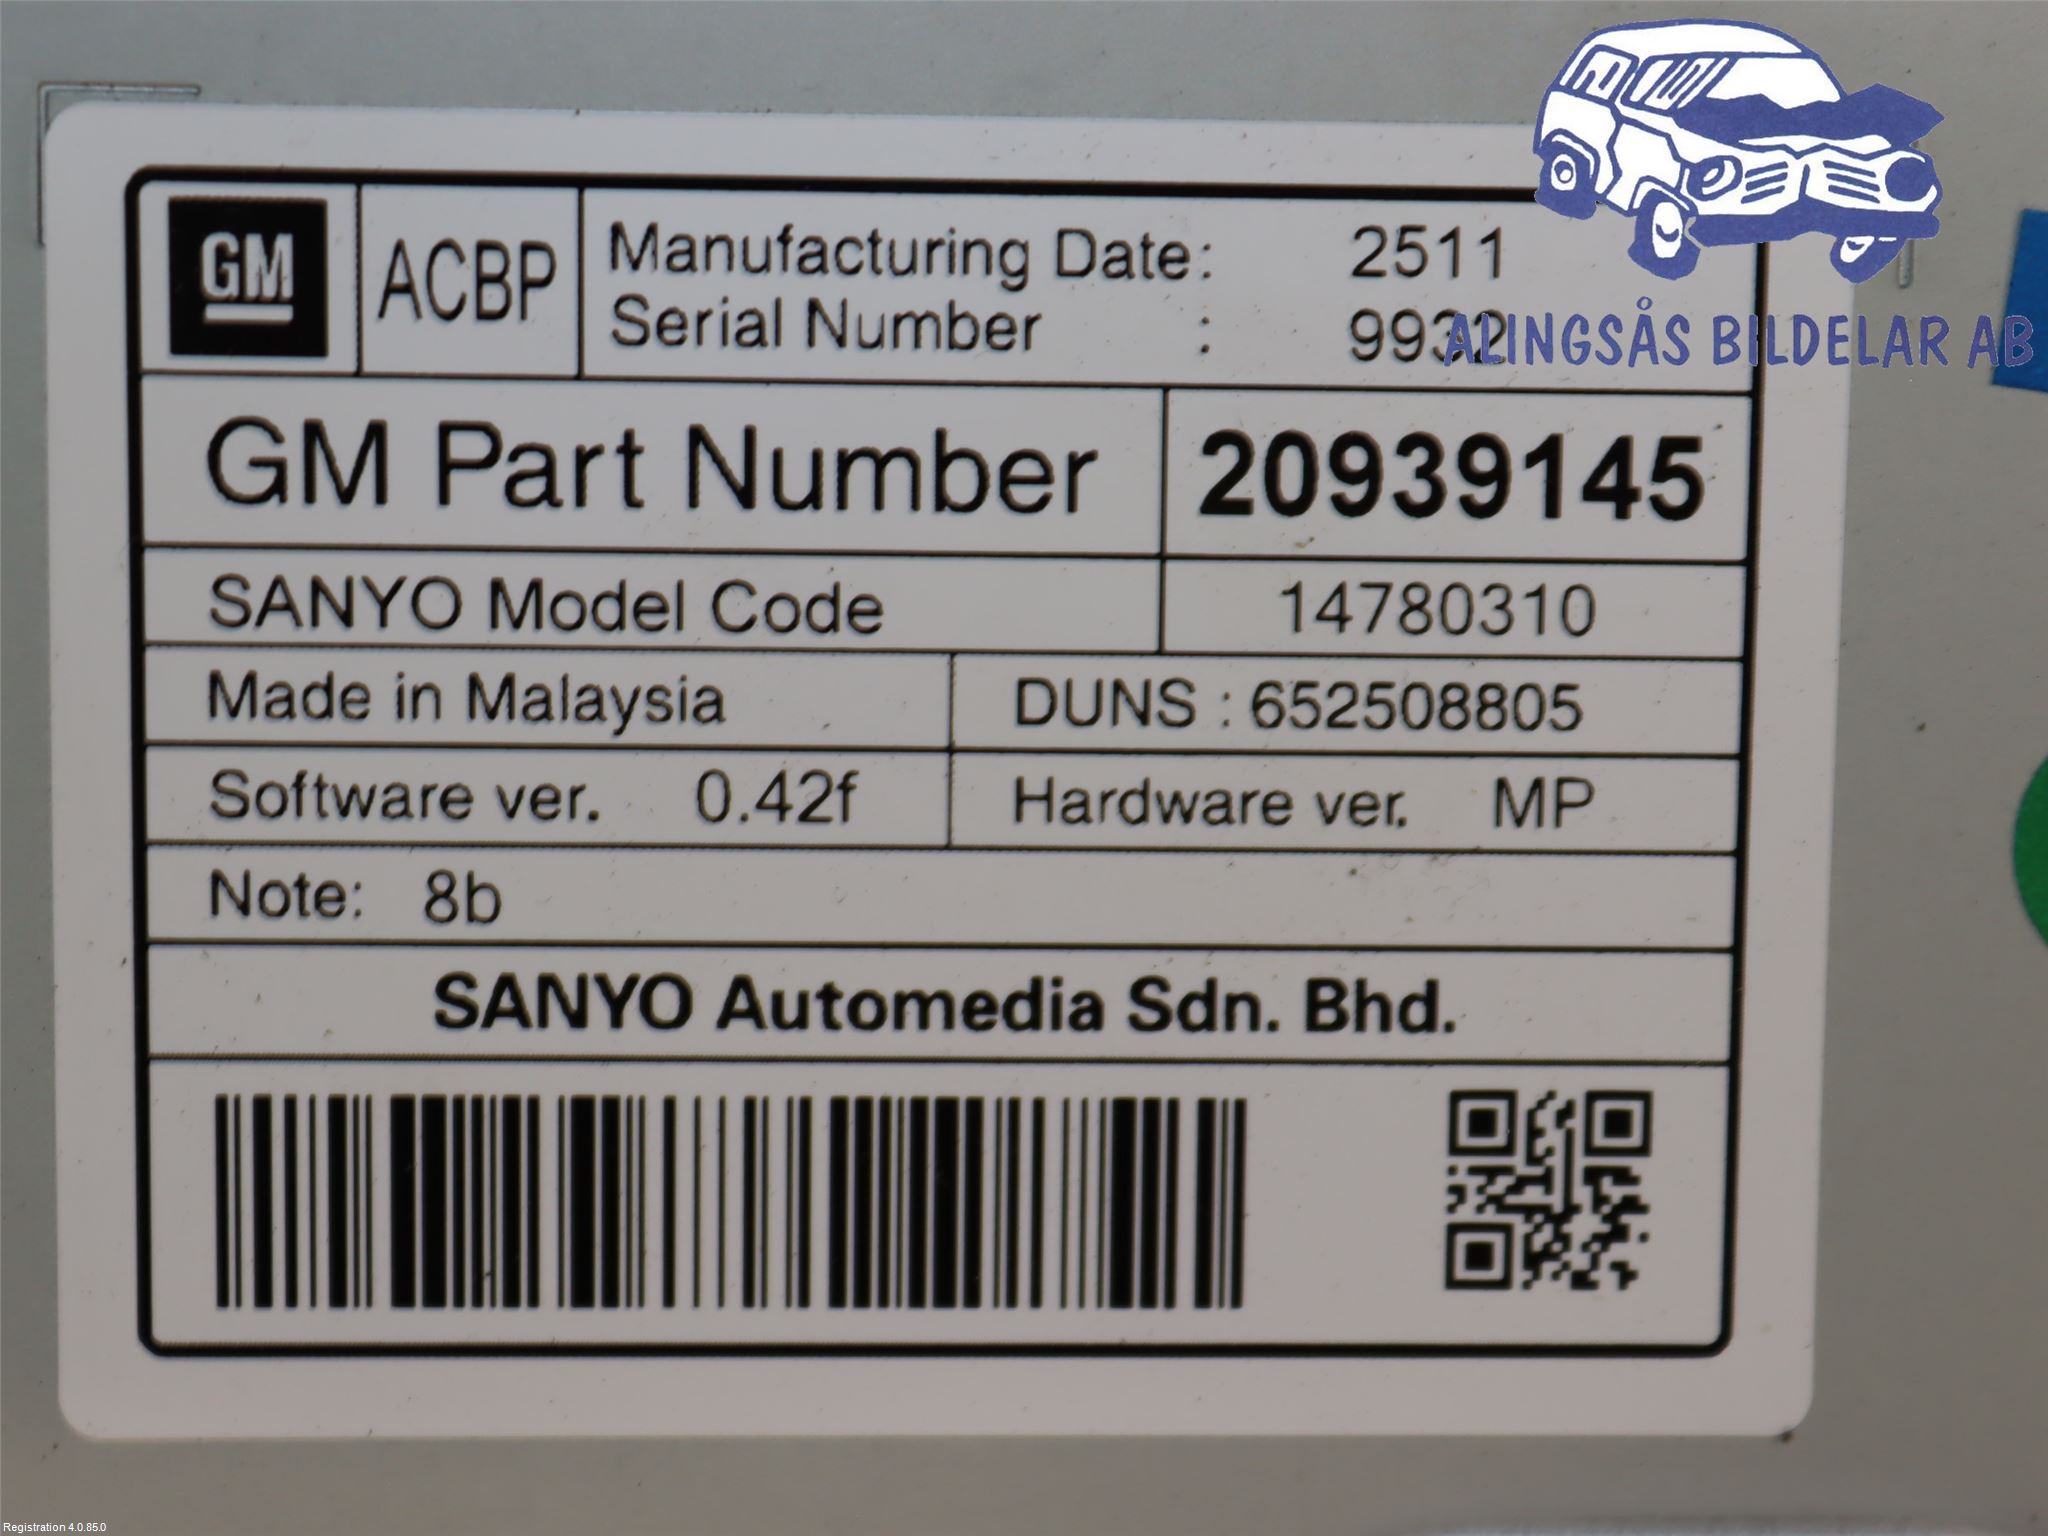 GM
ACBP
Manufacturing Date: 2511
Serial Number : 9932
ALINGSÅS BILDELAR AB
GM Part Number 20939145
SANYO Model Code 14780310
Made in Malaysia DUNS : 652508805
Software ver. 0.42f Hardware ver. MP
Note: 8b
SANYO Automedia Sdn. Bhd.
Registration 4.0.85.0